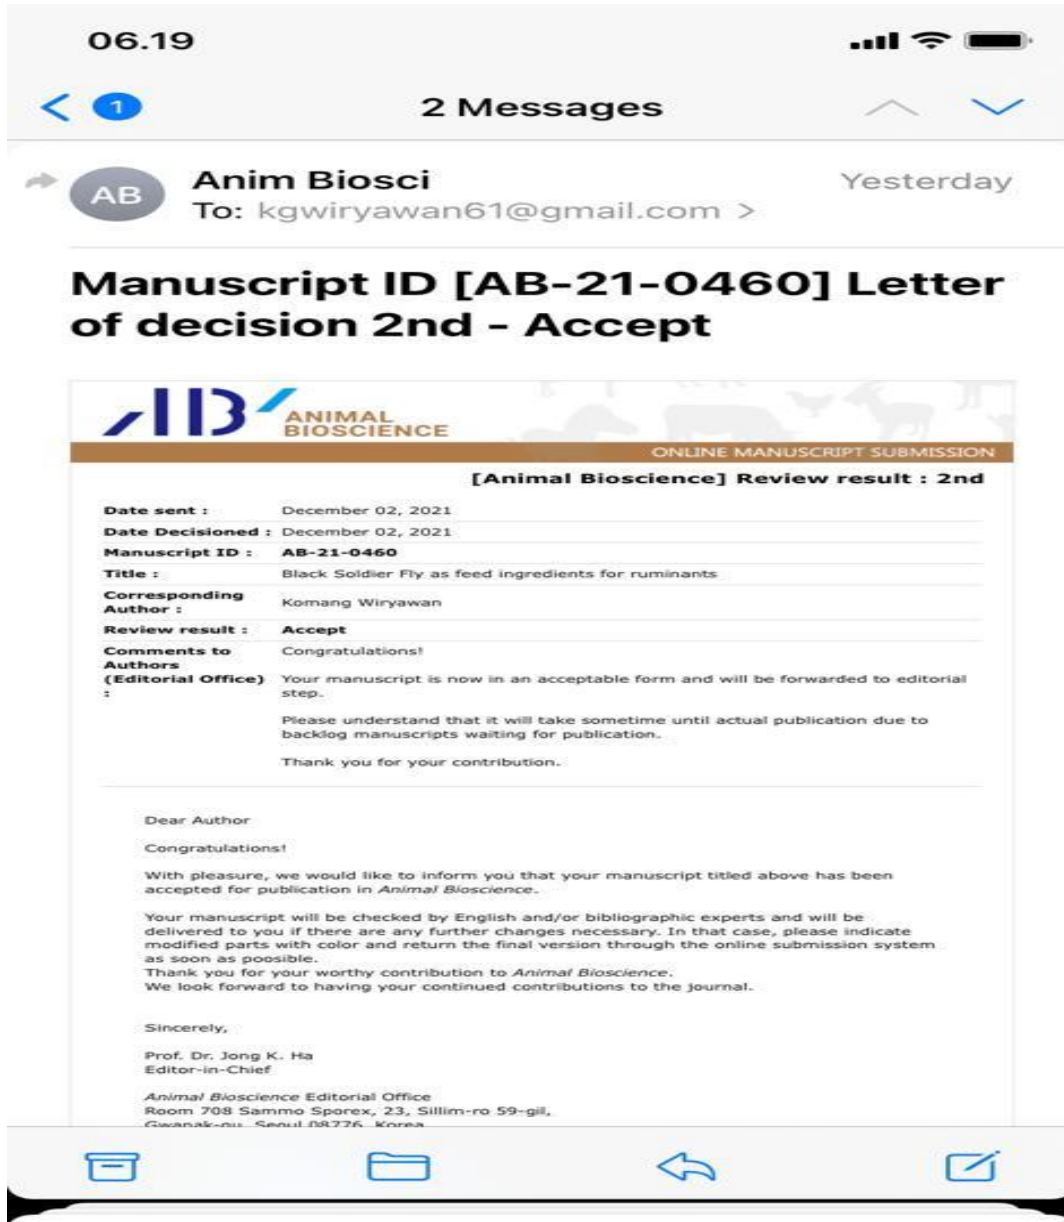 06.19
1
2 Messages
AB
Anim Biosci
Yesterday
To: kgwiryawan61@gmail.com >
Manuscript ID [AB-21-0460] Letter
of decision 2nd - Accept
ANIMAL
BIOSCIENCE
ONLINE MANUSCRIPT SUBMISSION
[Animal Bioscience] Review result : 2nd
Date sent : December 02, 2021
Date Decisioned : December 02, 2021
Manuscript ID : AB-21-0460
Title : Black Soldier Fly as feed ingredients for ruminants
Corresponding
Author : Komang Wiryawan
Review result : Accept
Comments to
Authors
(Editorial Office)
:
Congratulations!
Your manuscript is now in an acceptable form and will be forwarded to editorial
step.
Please understand that it will take sometime until actual publication due to
backlog manuscripts waiting for publication.
Thank you for your contribution.
Dear Author
Congratulations!
With pleasure, we would like to inform you that your manuscript titled above has been
accepted for publication in Animal Bioscience.
Your manuscript will be checked by English and/or bibliographic experts and will be
delivered to you if there are any further changes necessary. In that case, please indicate
modified parts with color and return the final version through the online submission system
as soon as poosible.
Thank you for your worthy contribution to Animal Bioscience.
We look forward to having your continued contributions to the journal.
Sincerely,
Prof. Dr. Jong K. Ha
Editor-in-Chief
Animal Bioscience Editorial Office
Room 708 Sammo Sporex, 23, Sillim-ro 59-gil,
Gwanak-gu, Seoul 08776, Korea